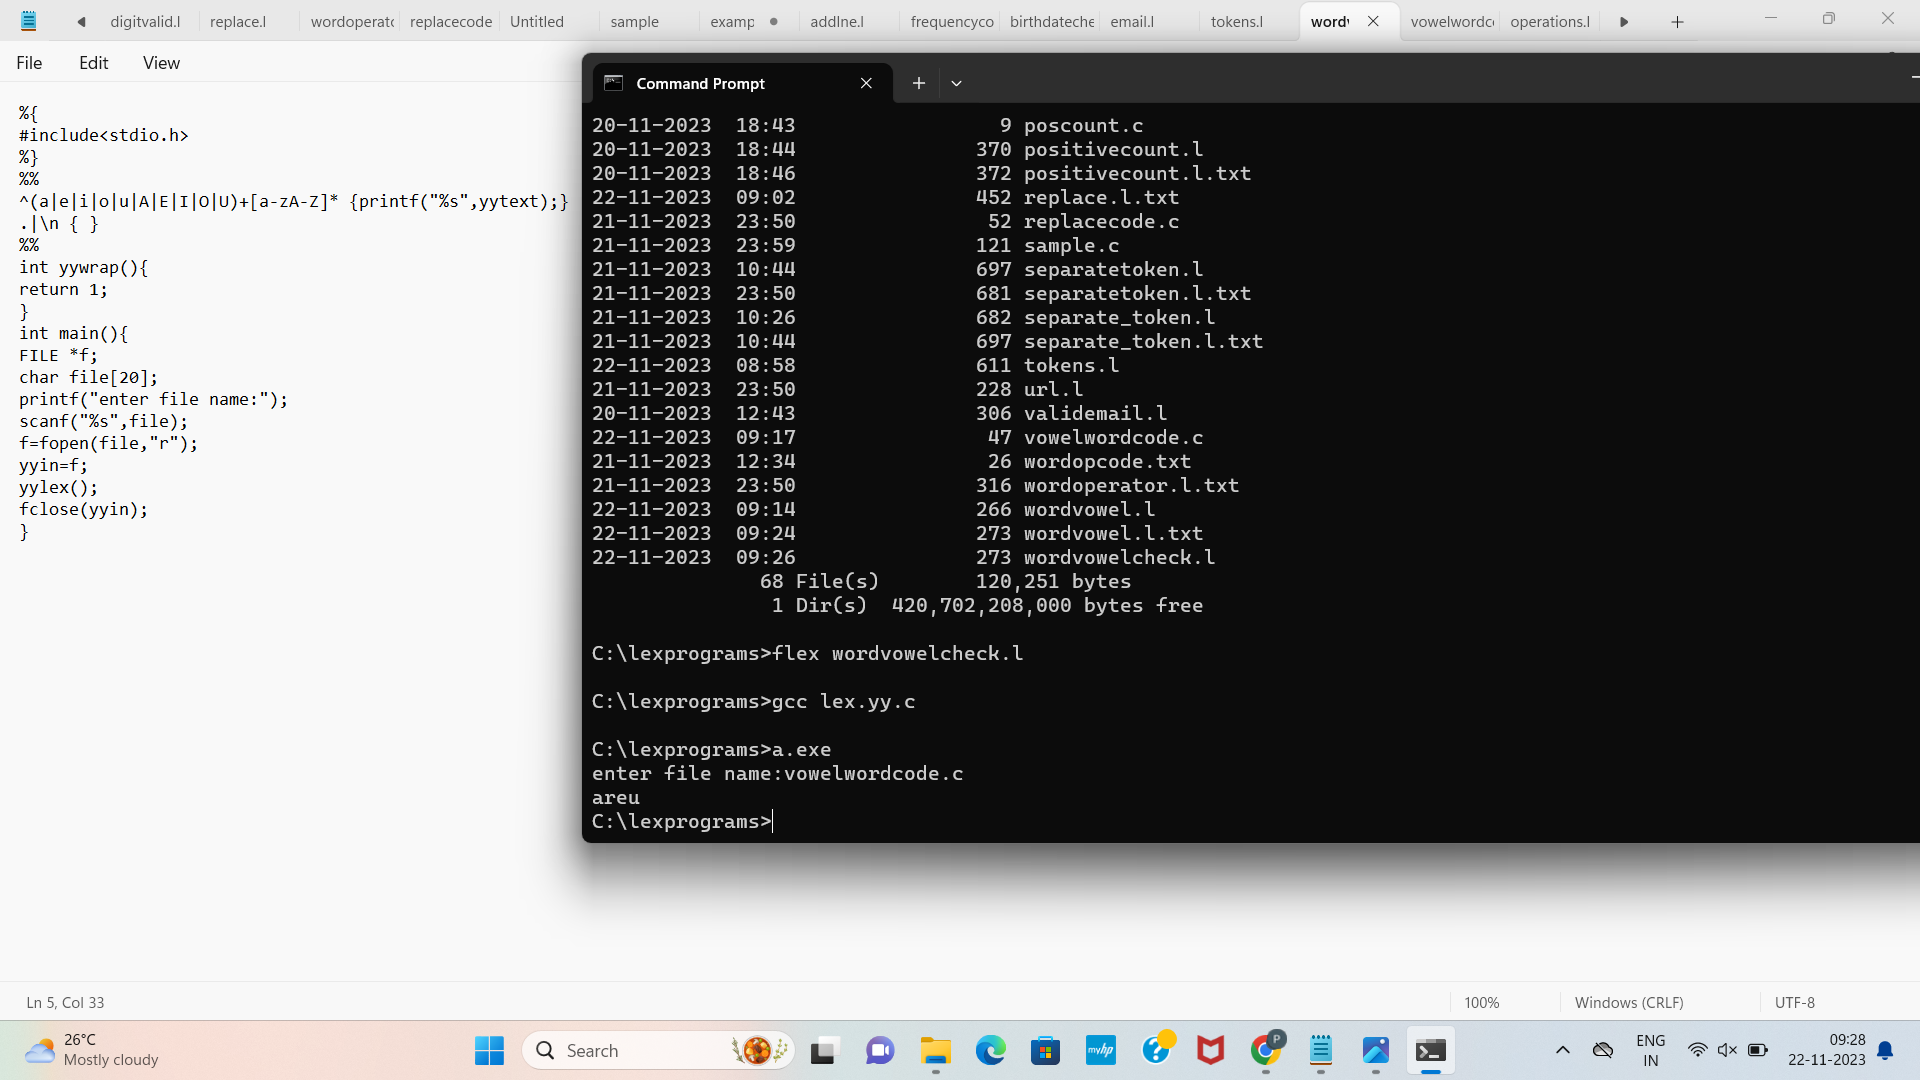 digitvalid.l replace.l wordoperato replacecode Untitled sample examp addlne.l frequencyco birthdateche email.l tokens.l wordv vowelwordco operations.l
File Edit View
%{
#include<stdio.h>
%}
%%
^(a|e|i|o|u|A|E|I|O|U)+[a-zA-Z]* {printf("%s",yytext);}
.|\n { }
%%
int yywrap(){
return 1;
}
int main(){
FILE *f;
char file[20];
printf("enter file name:");
scanf("%s",file);
f=fopen(file,"r");
yyin=f;
yylex();
fclose(yyin);
}
Command Prompt
20-11-2023 18:43 9 poscount.c
20-11-2023 18:44 370 positivecount.l
20-11-2023 18:46 372 positivecount.l.txt
22-11-2023 09:02 452 replace.l.txt
21-11-2023 23:50 52 replacecode.c
21-11-2023 23:59 121 sample.c
21-11-2023 10:44 697 separatetoken.l
21-11-2023 23:50 681 separatetoken.l.txt
21-11-2023 10:26 682 separate_token.l
21-11-2023 10:44 697 separate_token.l.txt
22-11-2023 08:58 611 tokens.l
21-11-2023 23:50 228 url.l
20-11-2023 12:43 306 validemail.l
22-11-2023 09:17 47 vowelwordcode.c
21-11-2023 12:34 26 wordopcode.txt
21-11-2023 23:50 316 wordoperator.l.txt
22-11-2023 09:14 266 wordvowel.l
22-11-2023 09:24 273 wordvowel.l.txt
22-11-2023 09:26 273 wordvowelcheck.l
68 File(s) 120,251 bytes
1 Dir(s) 420,702,208,000 bytes free
C:\lexprograms>flex wordvowelcheck.l
C:\lexprograms>gcc lex.yy.c
C:\lexprograms>a.exe
enter file name:vowelwordcode.c
areu
C:\lexprograms>
Ln 5, Col 33 100% Windows (CRLF) UTF-8
26°C
Mostly cloudy
Search
myhp
P
ENG
IN
09:28
22-11-2023